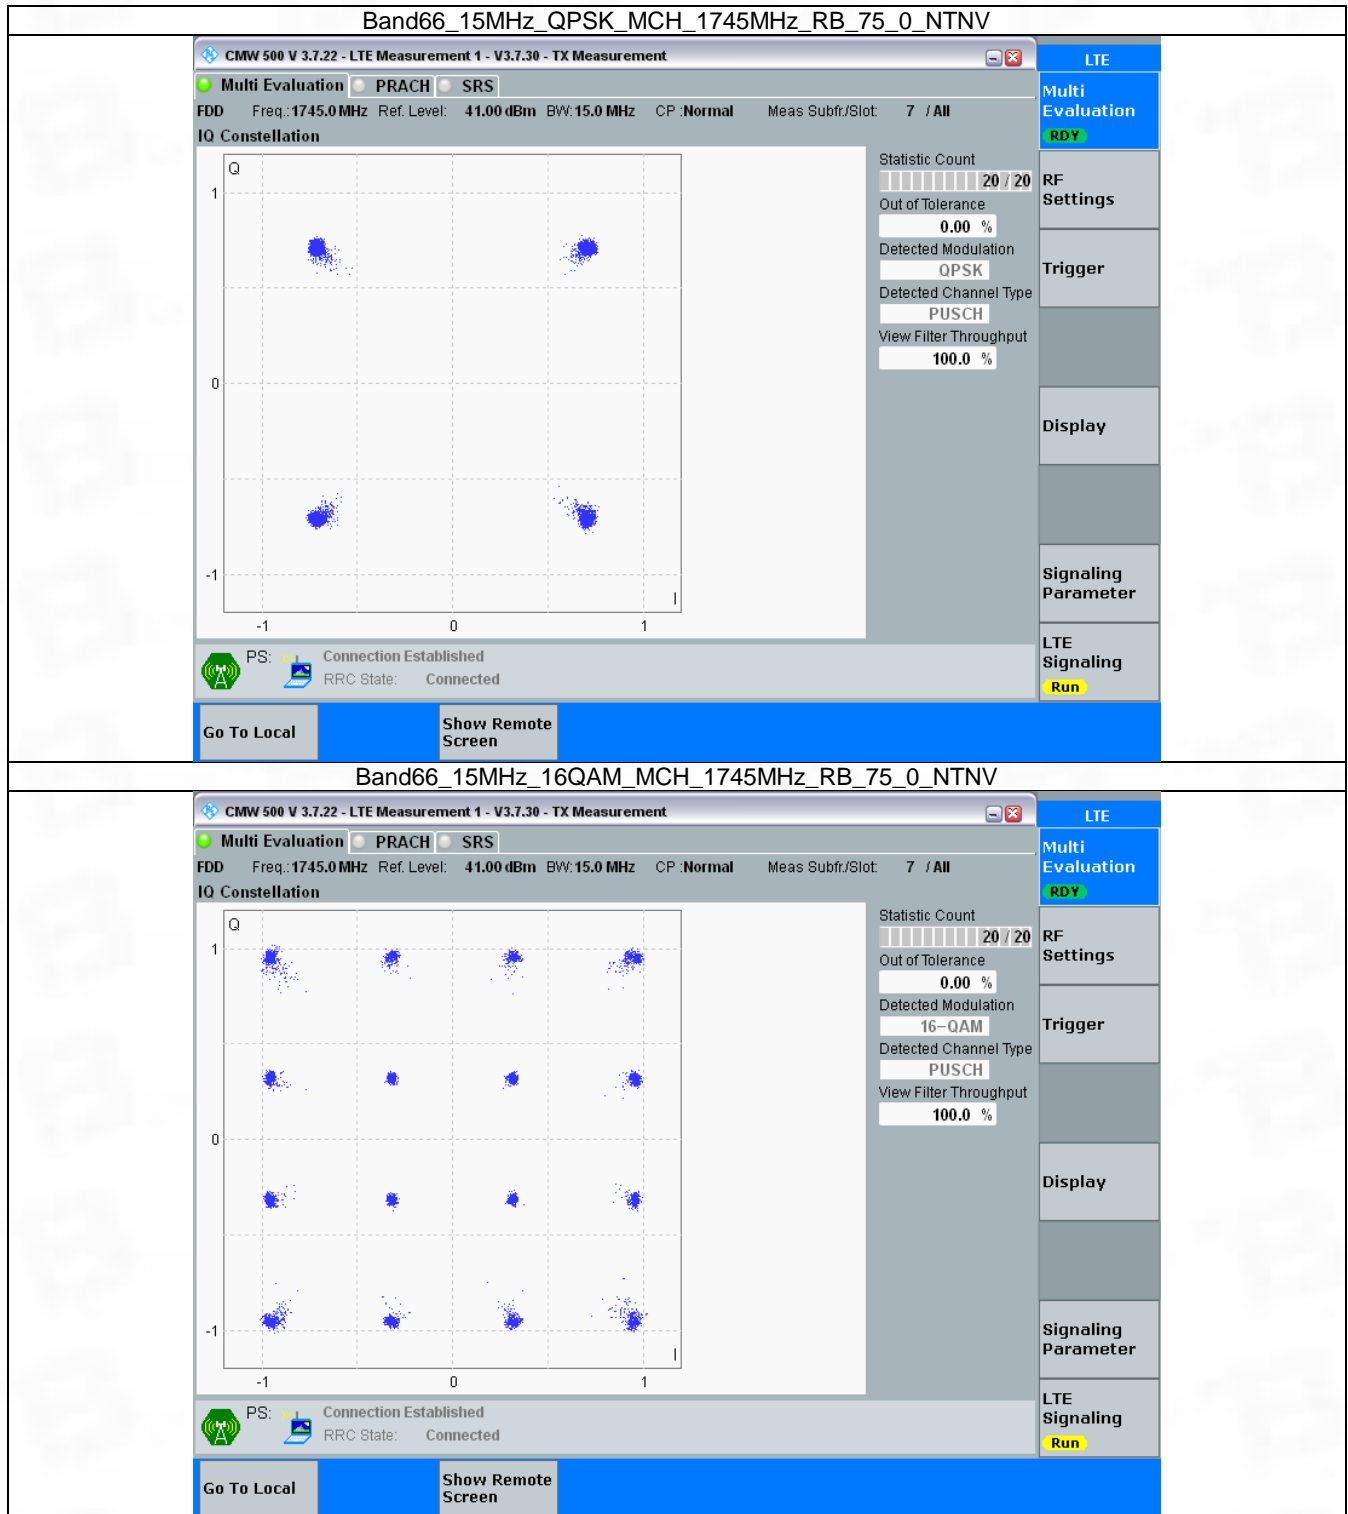 Band66_15MHz_QPSK_MCH_1745MHz_RB_75_0_NTNV
CMW 500 V 3.7.22 - LTE Measurement 1 - V3.7.30 - TX Measurement
LTE
Multi Evaluation PRACH SRS
Multi
Evaluation
RDY
FDD Freq.:1745.0 MHz Ref. Level: 41.00 dBm BW:15.0 MHz CP :Normal Meas Subfr./Slot: 7 / All
IQ Constellation
Q
1
0
-1
I
-1 0 1
Statistic Count
20 / 20
Out of Tolerance
0.00 %
Detected Modulation
QPSK
Detected Channel Type
PUSCH
View Filter Throughput
100.0 %
RF
Settings
Trigger
Display
Signaling
Parameter
LTE
Signaling
Run
PS: Connection Established
RRC State: Connected
Go To Local
Show Remote
Screen
Band66_15MHz_16QAM_MCH_1745MHz_RB_75_0_NTNV
CMW 500 V 3.7.22 - LTE Measurement 1 - V3.7.30 - TX Measurement
LTE
Multi Evaluation PRACH SRS
Multi
Evaluation
RDY
FDD Freq.:1745.0 MHz Ref. Level: 41.00 dBm BW:15.0 MHz CP :Normal Meas Subfr./Slot: 7 / All
IQ Constellation
Q
1
0
-1
I
-1 0 1
Statistic Count
20 / 20
Out of Tolerance
0.00 %
Detected Modulation
16-QAM
Detected Channel Type
PUSCH
View Filter Throughput
100.0 %
RF
Settings
Trigger
Display
Signaling
Parameter
LTE
Signaling
Run
PS: Connection Established
RRC State: Connected
Go To Local
Show Remote
Screen